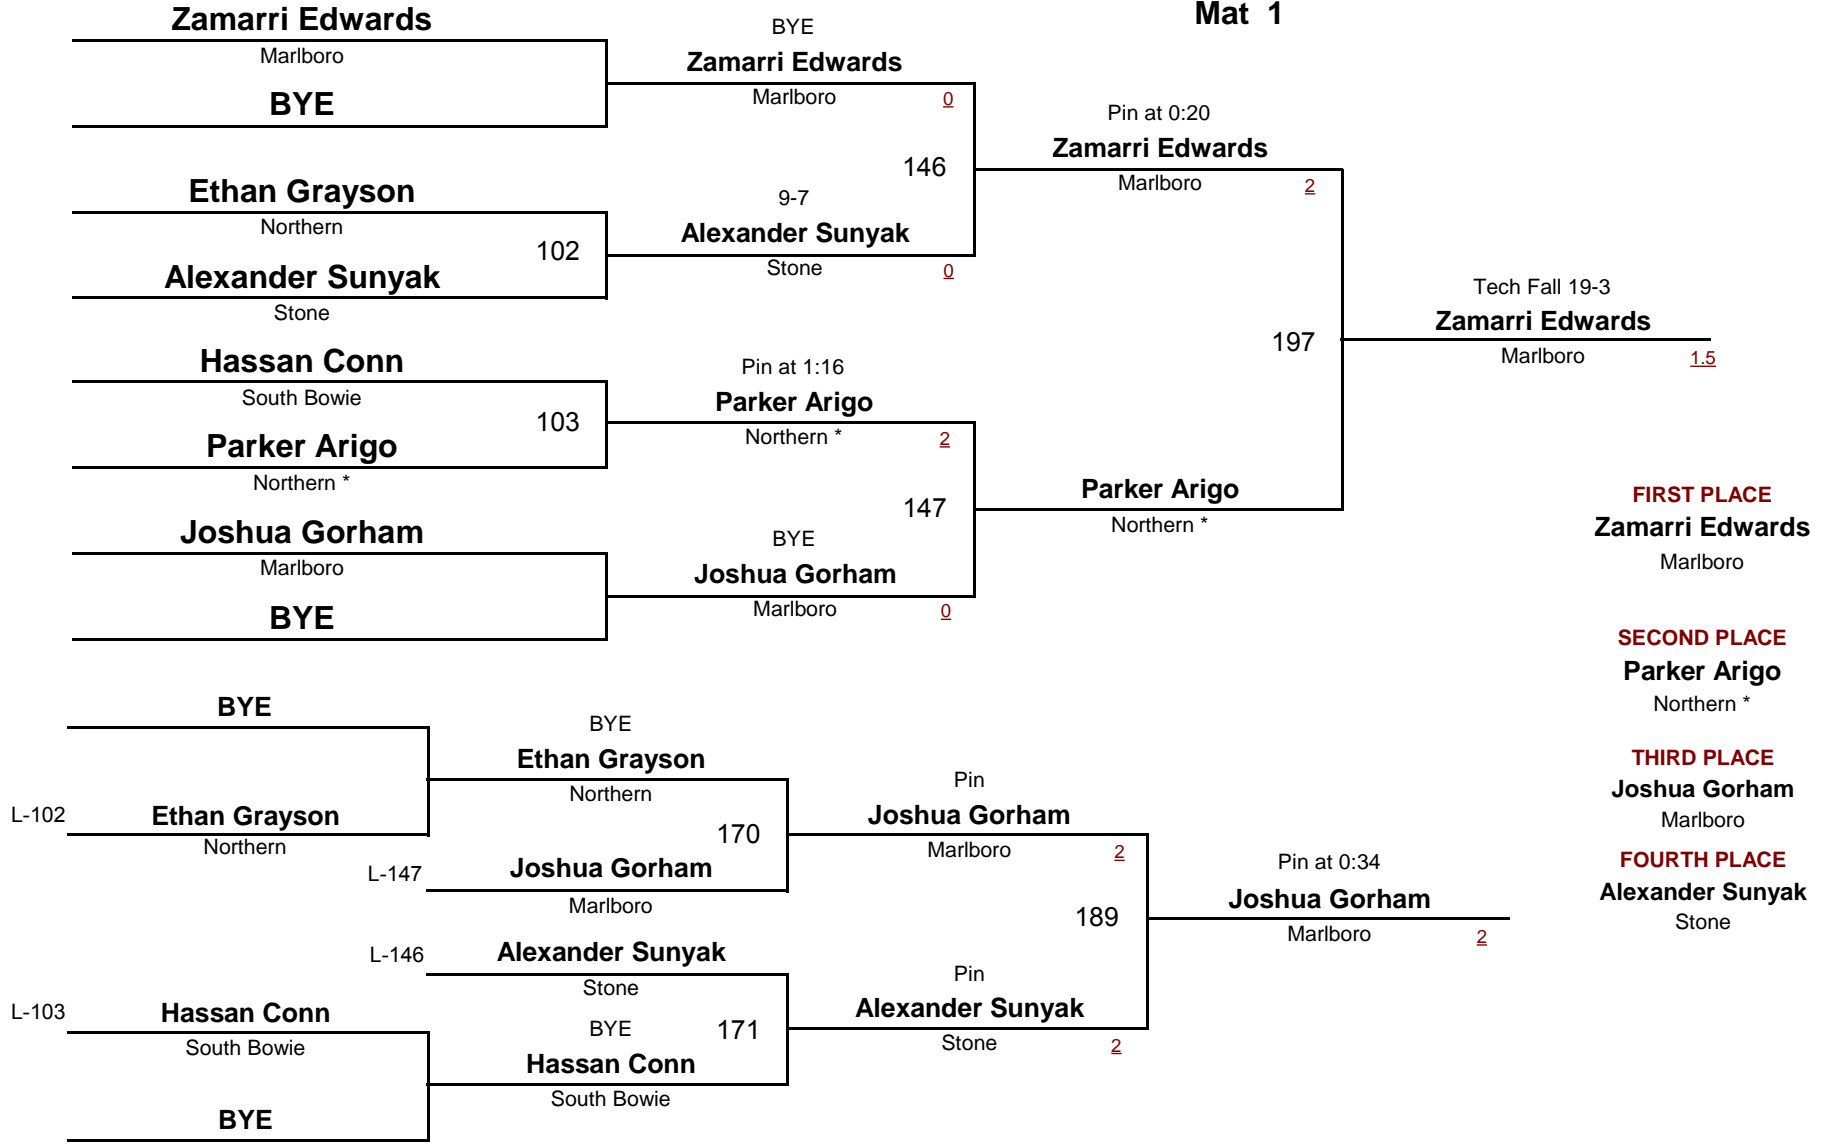 Mat 1
Zamarri Edwards
Marlboro
BYE
Ethan Grayson
Northern
102
Alexander Sunyak
Stone
Hassan Conn
South Bowie
103
Parker Arigo
Northern *
Joshua Gorham
Marlboro
BYE
BYE
Zamarri Edwards
Marlboro
0
146
9-7
Alexander Sunyak
Stone
0
Pin at 1:16
Parker Arigo
Northern *
2
147
BYE
Joshua Gorham
Marlboro
0
Pin at 0:20
Zamarri Edwards
Marlboro
2
197
Parker Arigo
Northern *
Tech Fall 19-3
Zamarri Edwards
Marlboro
1.5
FIRST PLACE
Zamarri Edwards
Marlboro
SECOND PLACE
Parker Arigo
Northern *
THIRD PLACE
Joshua Gorham
Marlboro
FOURTH PLACE
Alexander Sunyak
Stone
BYE
L-102
Ethan Grayson
Northern
L-103
Hassan Conn
South Bowie
BYE
BYE
Ethan Grayson
Northern
170
L-147
Joshua Gorham
Marlboro
L-146
Alexander Sunyak
Stone
BYE
171
Hassan Conn
South Bowie
Pin
Joshua Gorham
Marlboro
2
189
Pin
Alexander Sunyak
Stone
2
Pin at 0:34
Joshua Gorham
Marlboro
2